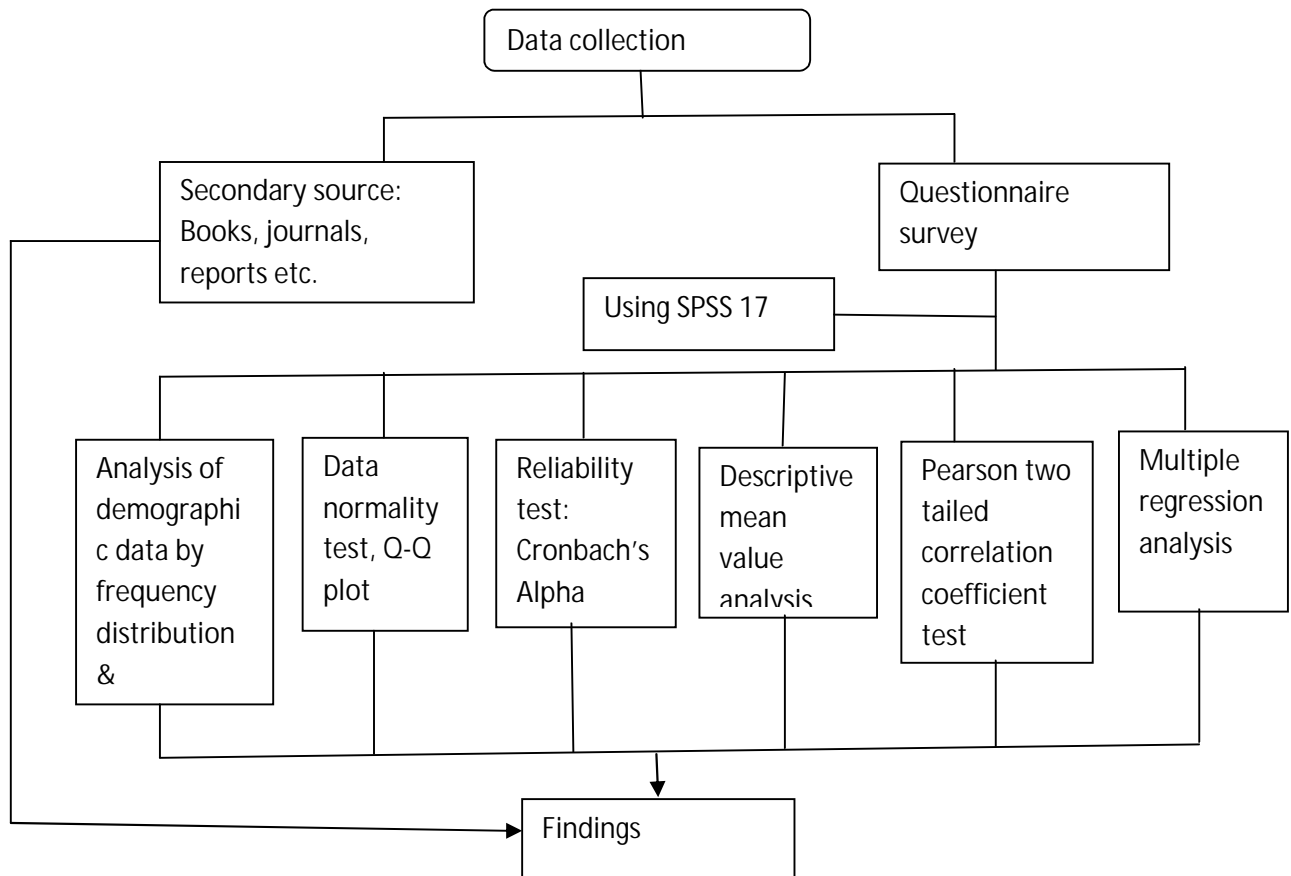 Data collection
Secondary source:
Books, journals,
reports etc.
Questionnaire
survey
Using SPSS 17
Analysis of
demographi
c data by
frequency
distribution
&
Data
normality
test, Q-Q
plot
Reliability
test:
Cronbach's
Alpha
Descriptive
mean
value
analysis
Pearson two
tailed
correlation
coefficient
test
Multiple
regression
analysis
Findings